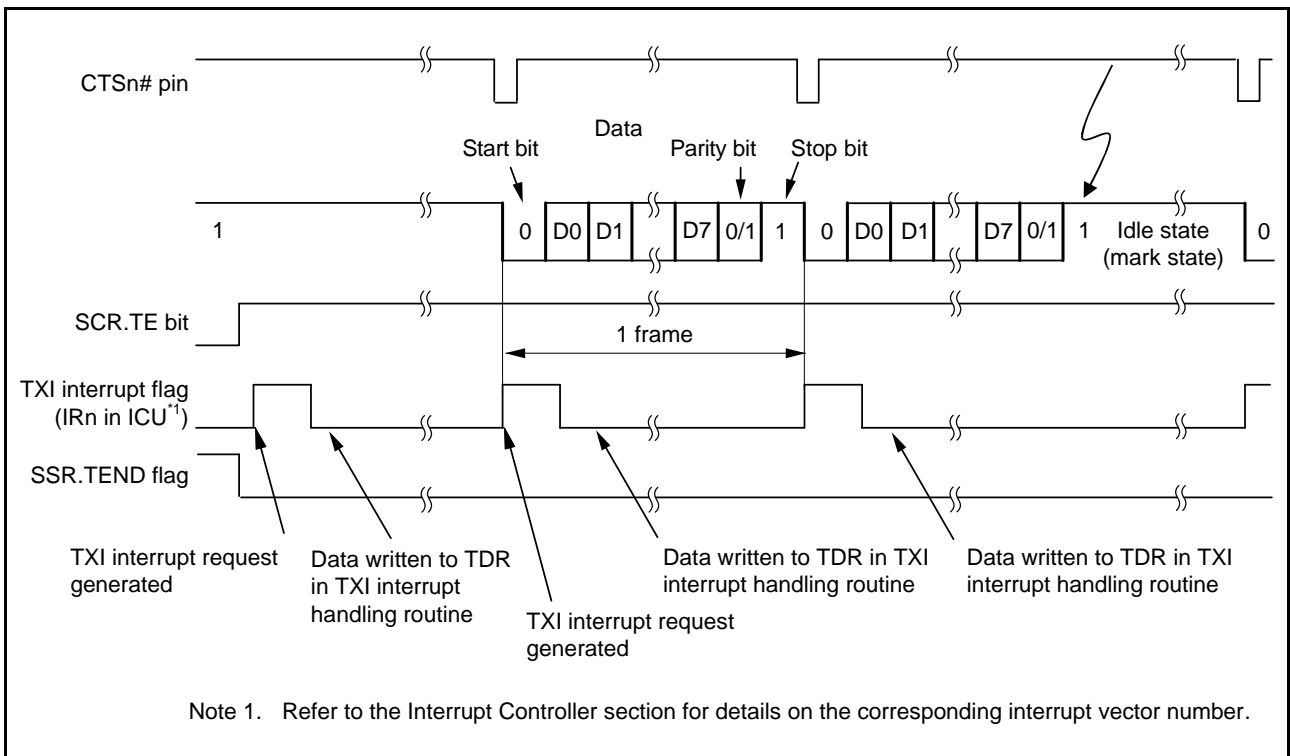 CTSn# pin
Data
Start bit
Parity bit
Stop bit
1
0
D0
D1
D7
0/1
1
0
D0
D1
D7
0/1
1
Idle state
(mark state)
0
SCR.TE bit
1 frame
TXI interrupt flag
(IRn in ICU*1)
SSR.TEND flag
TXI interrupt request
generated
Data written to TDR
in TXI interrupt
handling routine
TXI interrupt request
generated
Data written to TDR in TXI
interrupt handling routine
Data written to TDR in TXI
interrupt handling routine
Note 1. Refer to the Interrupt Controller section for details on the corresponding interrupt vector number.